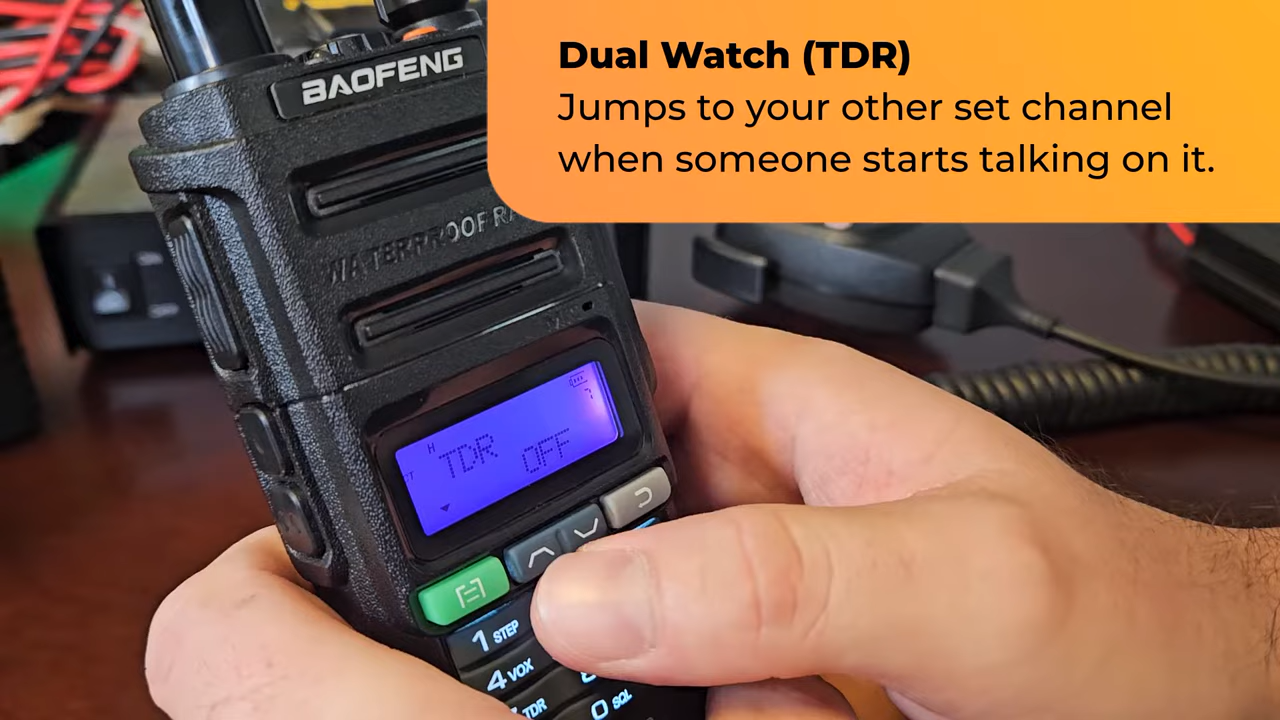 Dual Watch (TDR)
Jumps to your other set channel
when someone starts talking on it.
BAOFENG
WATERPROOF
7
H
TDR OFF
1 STEP
4 VOX
TDR
0 SQL